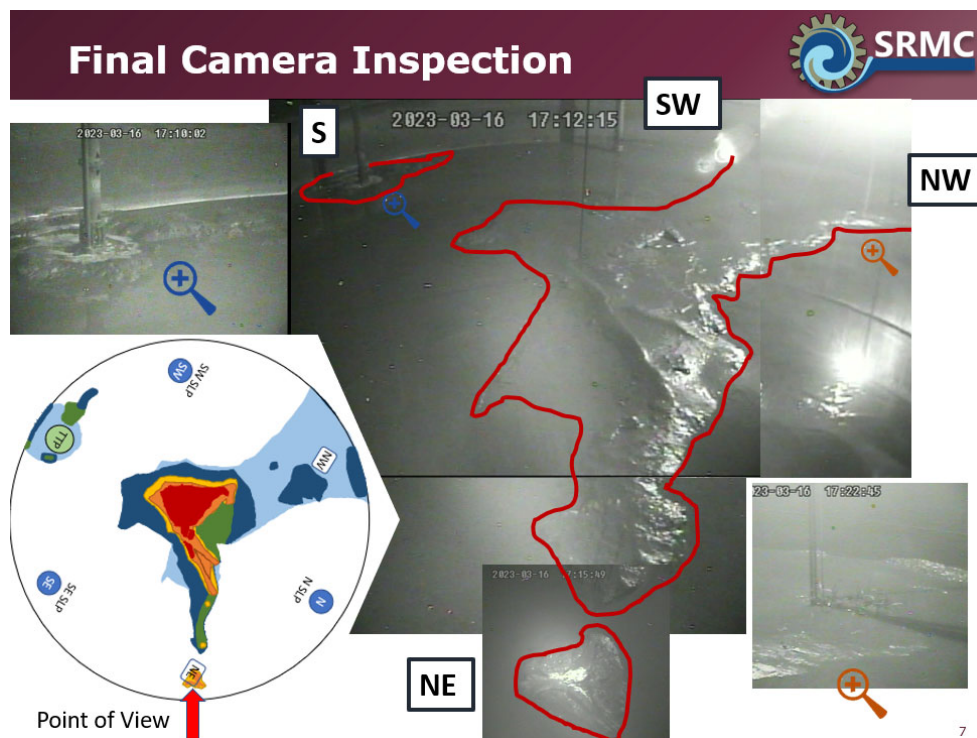 Final Camera Inspection
SRMC
S
SW
NW
2023-03-16 17:10:02
2023-03-16 17:12:15
SW
SW SLP
TTP
NW
SE
SE SLP
N
N SLP
NE
2023-03-16 17:15:49
23-03-16 17:22:45
NE
Point of View
7